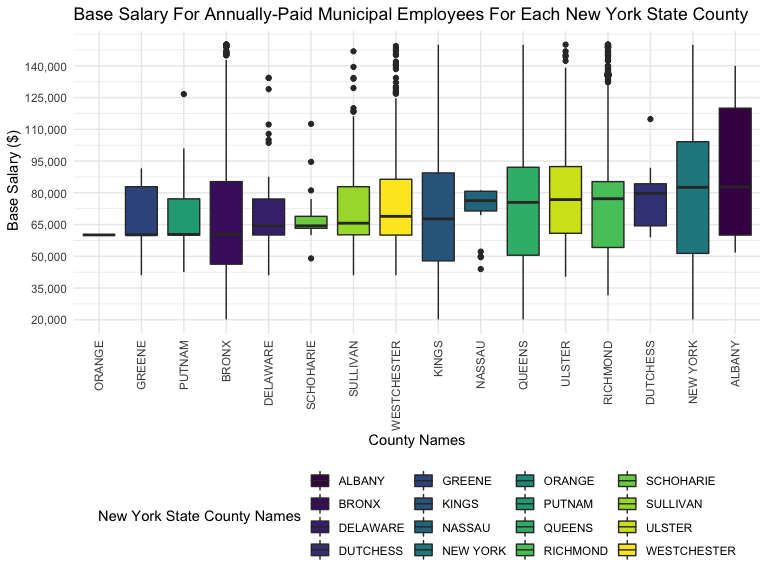 Base Salary For Annually-Paid Municipal Employees For Each New York State County
Base Salary ($)
140,000
125,000
110,000
95,000
80,000
65,000
50,000
35,000
20,000
ORANGE
GREENE
PUTNAM
BRONX
DELAWARE
SCHOHARIE
SULLIVAN
WESTCHESTER
KINGS
NASSAU
QUEENS
ULSTER
RICHMOND
DUTCHESS
NEW YORK
ALBANY
County Names
New York State County Names
ALBANY
BRONX
DELAWARE
DUTCHESS
GREENE
KINGS
NASSAU
NEW YORK
ORANGE
PUTNAM
QUEENS
RICHMOND
SCHOHARIE
SULLIVAN
ULSTER
WESTCHESTER